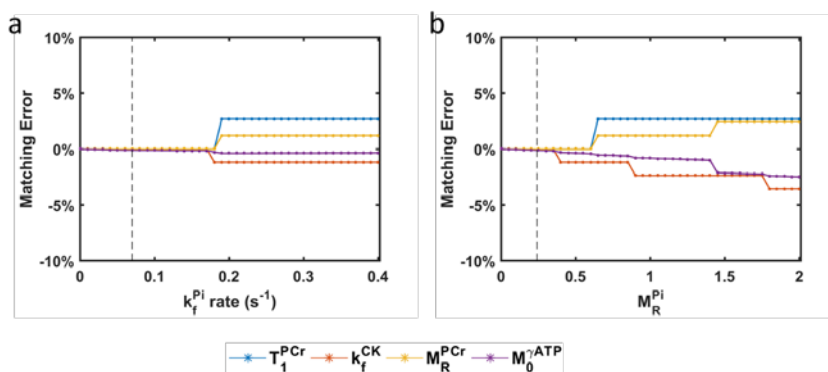 a
10%
5%
0%
-5%
-10%
Matching Error
0 0.1 0.2 0.3 0.4
k_f^Pi rate (s^-1)
b
10%
5%
0%
-5%
-10%
Matching Error
0 0.5 1 1.5 2
M_R^Pi
T_1^PCr k_f^CK M_R^PCr M_0^γATP